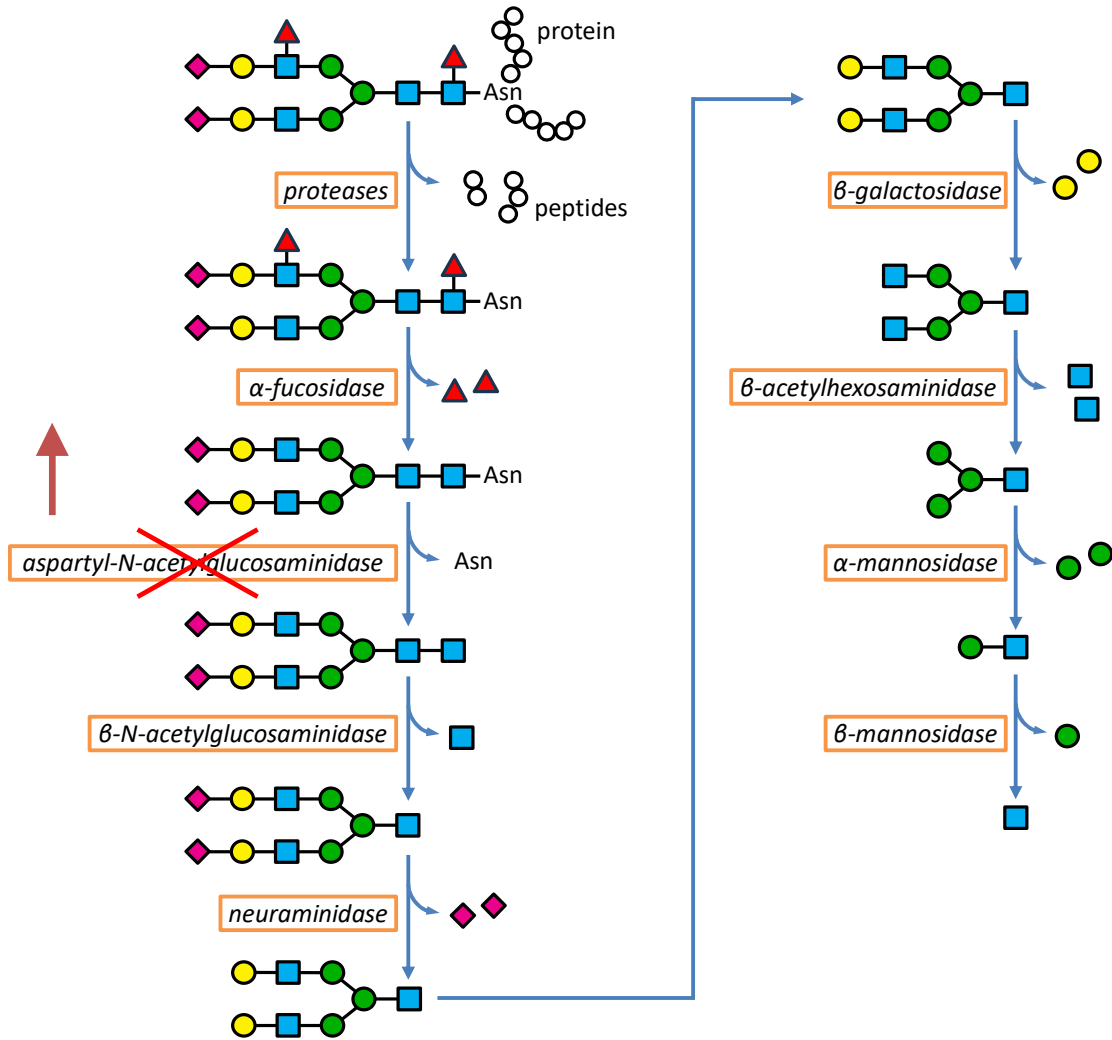 protein
Asn
proteases
peptides
Asn
α-fucosidase
Asn
aspartyl-N-acetylglucosaminidase
Asn
β-N-acetylglucosaminidase
neuraminidase
β-galactosidase
β-acetylhexosaminidase
α-mannosidase
β-mannosidase